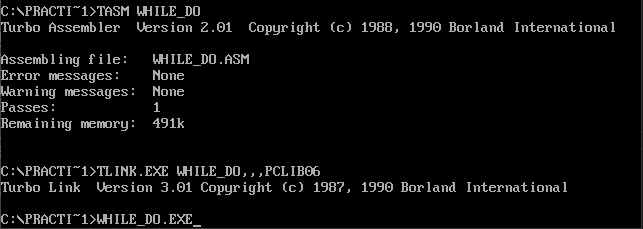 C:\PRACTI~1>TASM WHILE_DO
Turbo Assembler  Version 2.01  Copyright (c) 1988, 1990 Borland International
Assembling file:   WHILE_DO.ASM
Error messages:    None
Warning messages:  None
Passes:            1
Remaining memory:  491k
C:\PRACTI~1>TLINK.EXE WHILE_DO,,,PCLIB06
Turbo Link  Version 3.01 Copyright (c) 1987, 1990 Borland International
C:\PRACTI~1>WHILE_DO.EXE_